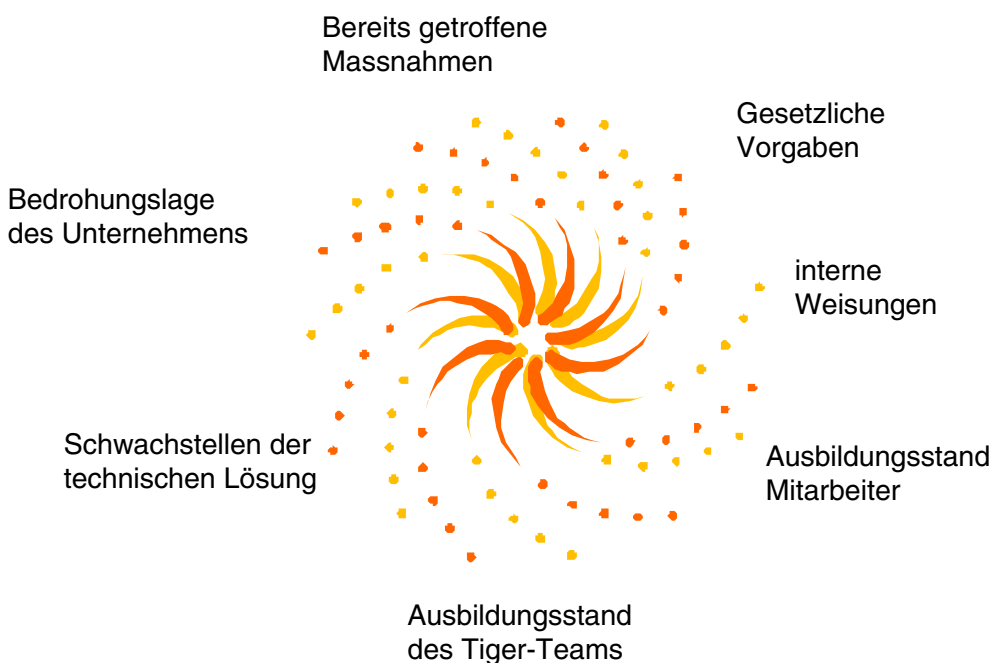 Bereits getroffene
Massnahmen
Gesetzliche
Vorgaben
Bedrohungslage
des Unternehmens
interne
Weisungen
Schwachstellen der
technischen Lösung
Ausbildungsstand
Mitarbeiter
Ausbildungsstand
des Tiger-Teams